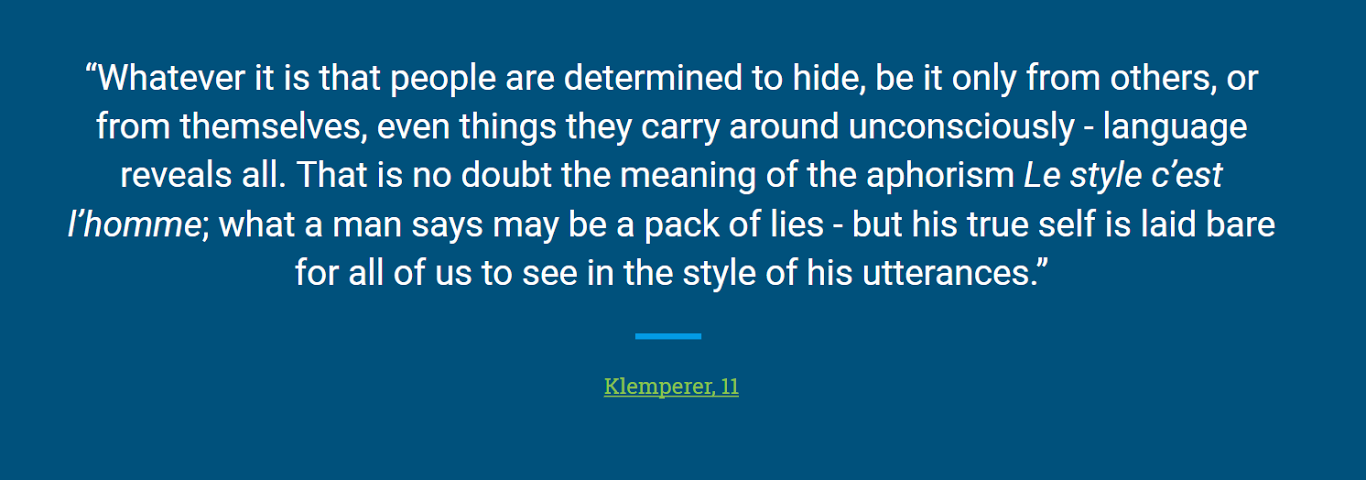 “Whatever it is that people are determined to hide, be it only from others, or
from themselves, even things they carry around unconsciously - language
reveals all. That is no doubt the meaning of the aphorism Le style c’est
l’homme; what a man says may be a pack of lies - but his true self is laid bare
for all of us to see in the style of his utterances.”
Klemperer, 11